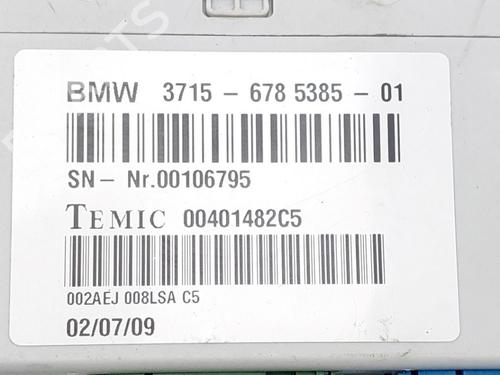 BMW 3715 – 678 5385 – 01
SN – Nr.00106795
TEMIC 00401482C5
002AEJ 008LSA C5
02/07/09